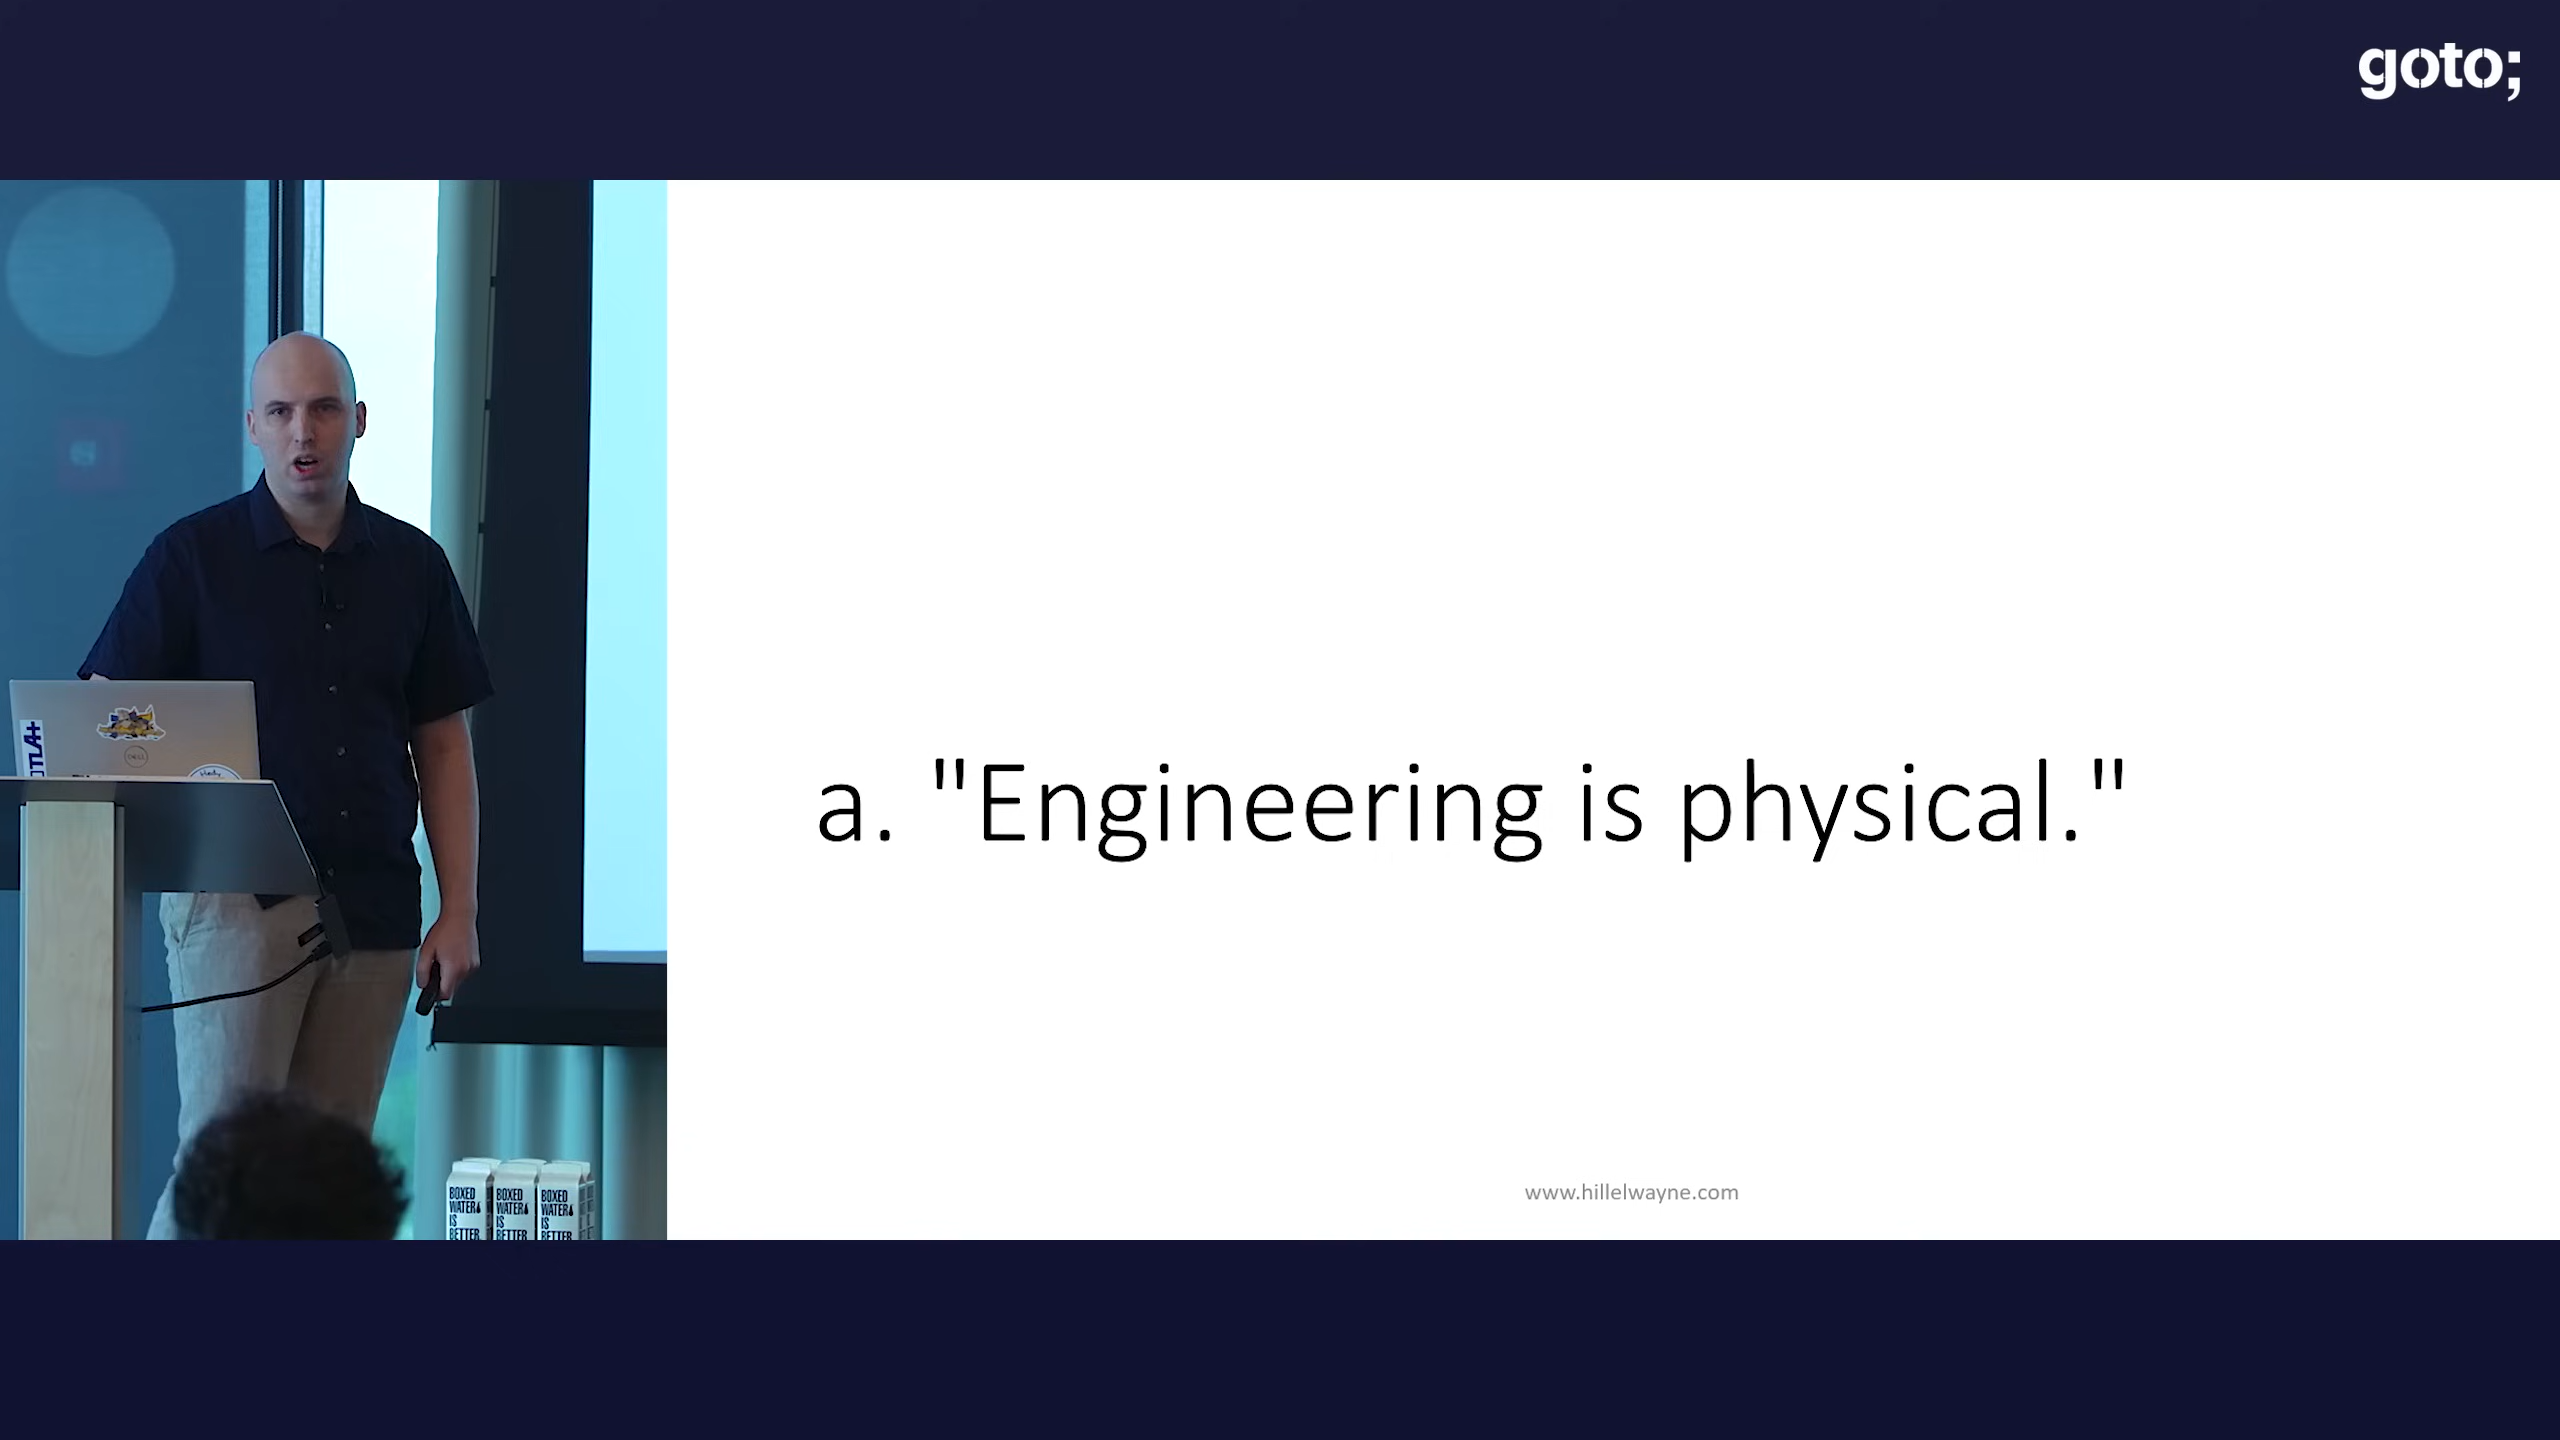 goto;
a. "Engineering is physical."
www.hillelwayne.com
TLA+
DELL
BOXED WATER IS BETTER
BOXED WATER IS BETTER
BOXED WATER IS BETTER